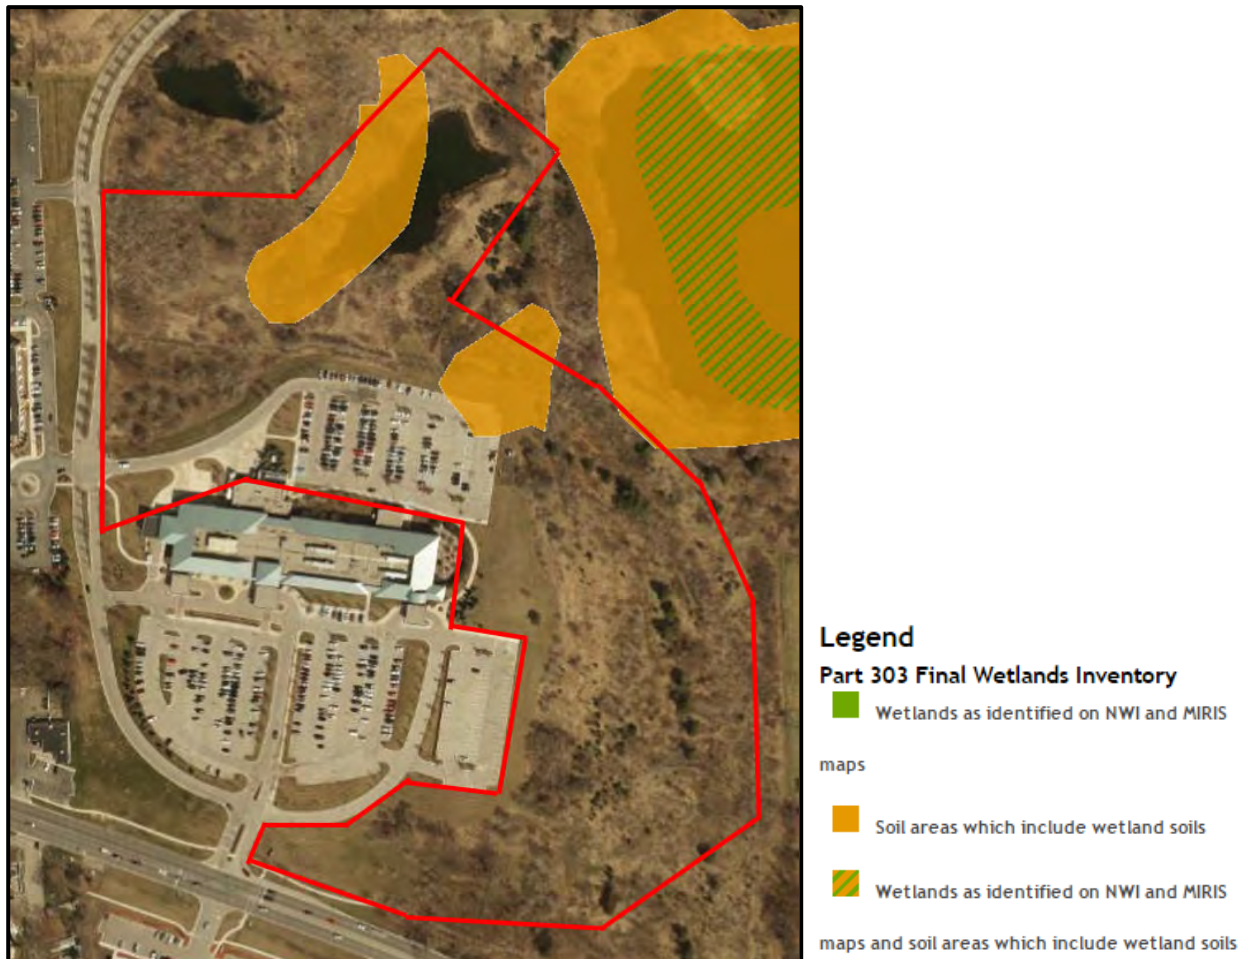 Legend
Part 303 Final Wetlands Inventory
Wetlands as identified on NWI and MIRIS
maps
Soil areas which include wetland soils
Wetlands as identified on NWI and MIRIS
maps and soil areas which include wetland soils